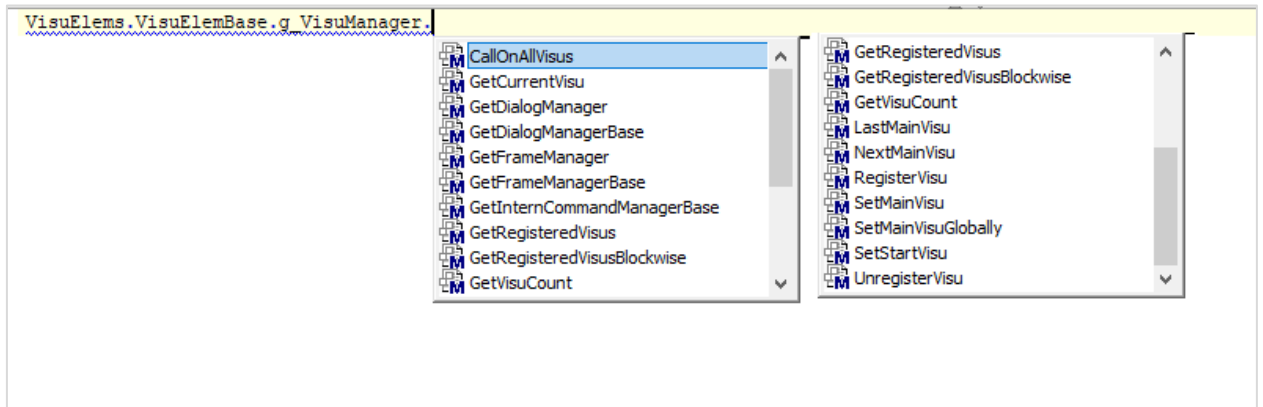 VisuElems.VisuElemBase.g_VisuManager.
CallOnAllVisus
GetCurrentVisu
GetDialogManager
GetDialogManagerBase
GetFrameManager
GetFrameManagerBase
GetInternCommandManagerBase
GetRegisteredVisus
GetRegisteredVisusBlockwise
GetVisuCount
GetRegisteredVisus
GetRegisteredVisusBlockwise
GetVisuCount
LastMainVisu
NextMainVisu
RegisterVisu
SetMainVisu
SetMainVisuGlobally
SetStartVisu
UnregisterVisu